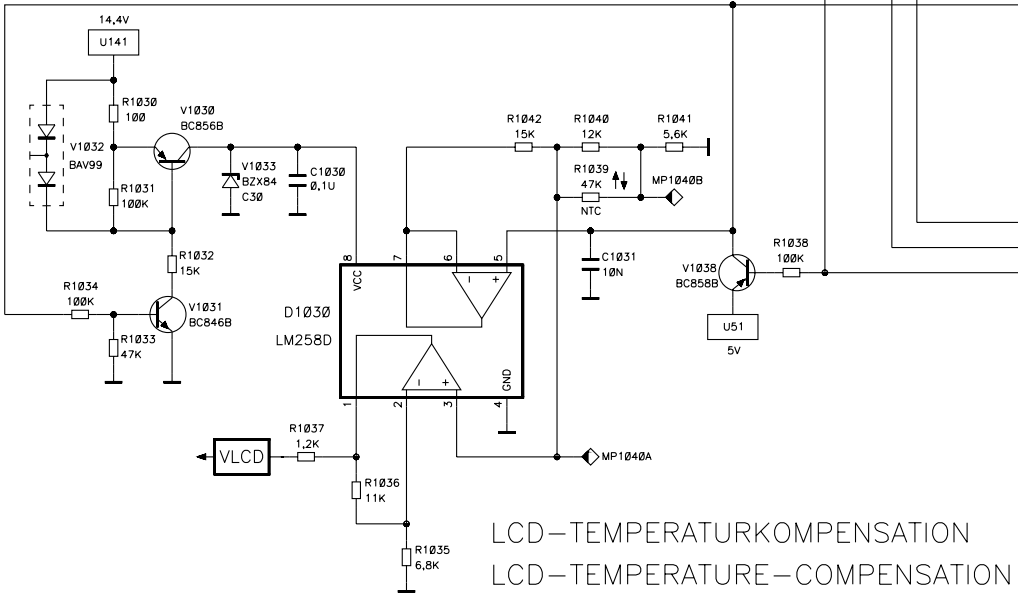 14,4V
U141
R1030
100
V1030
BC856B
V1032
BAV99
R1031
100K
V1033
BZX84
C30
C1030
0,1U
R1032
15K
R1034
100K
V1031
BC846B
R1033
47K
R1042
15K
R1040
12K
R1041
5,6K
R1039
47K
NTC
MP1040B
C1031
10N
R1038
100K
V1038
BC858B
U51
5V
8
7
6
5
VCC
- +
D1030
LM258D
- +
GND
1
2
3
4
R1037
1,2K
VLCD
MP1040A
R1036
11K
R1035
6,8K
LCD-TEMPERATURKOMPENSATION
LCD-TEMPERATURE-COMPENSATION